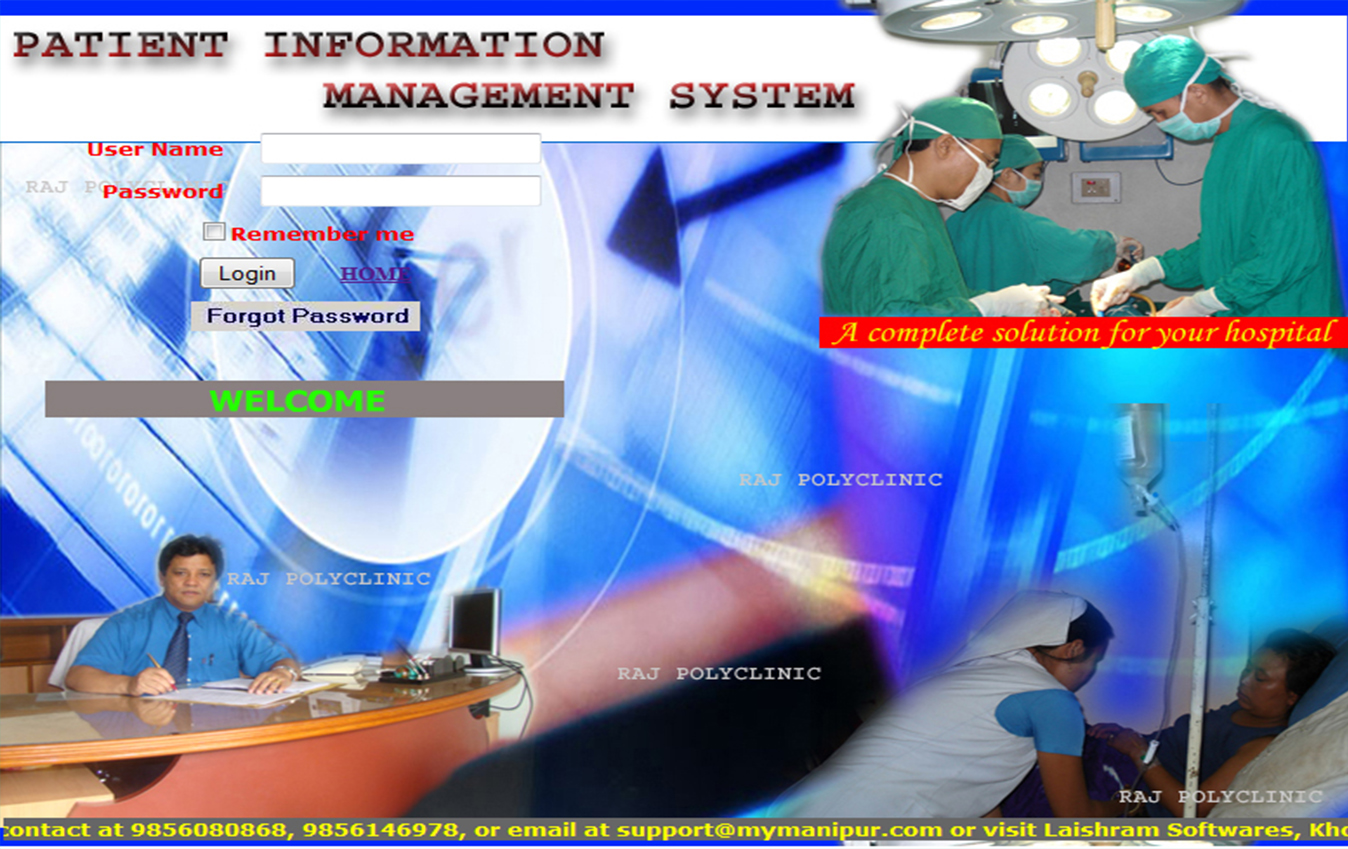 PATIENT INFORMATION
MANAGEMENT SYSTEM
User Name
RAJ
Password
Remember me
Login HOME
Forgot Password
A complete solution for your hospital
WELCOME
RAJ POLYCLINIC
RAJ POLYCLINIC
RAJ POLYCLINIC
RAJ POLYCLINIC
contact at 9856080868, 9856146978, or email at support@mymanipur.com or visit Laishram Softwares,